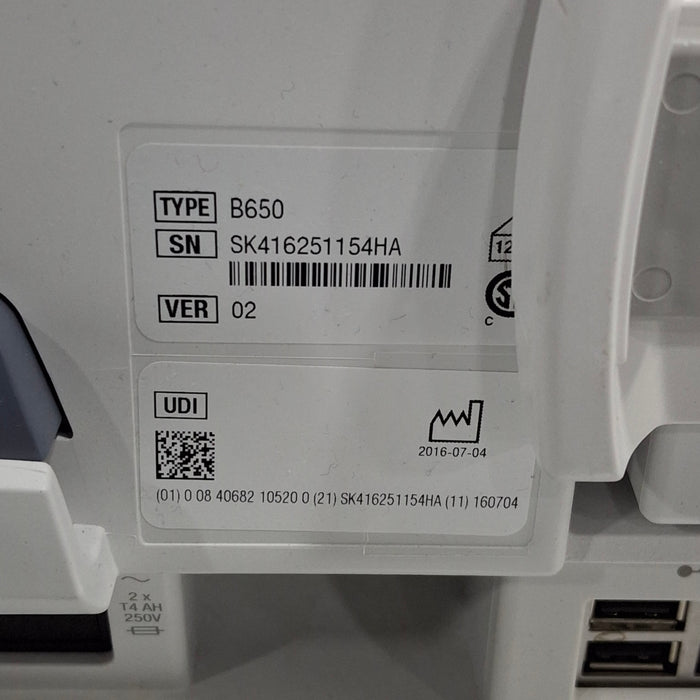 TYPE B650
SN SK416251154HA
12
C
VER 02
UDI
2016-07-04
(01) 0 08 40682 10520 0 (21) SK416251154HA (11) 160704
2 x
T4 AH
250V